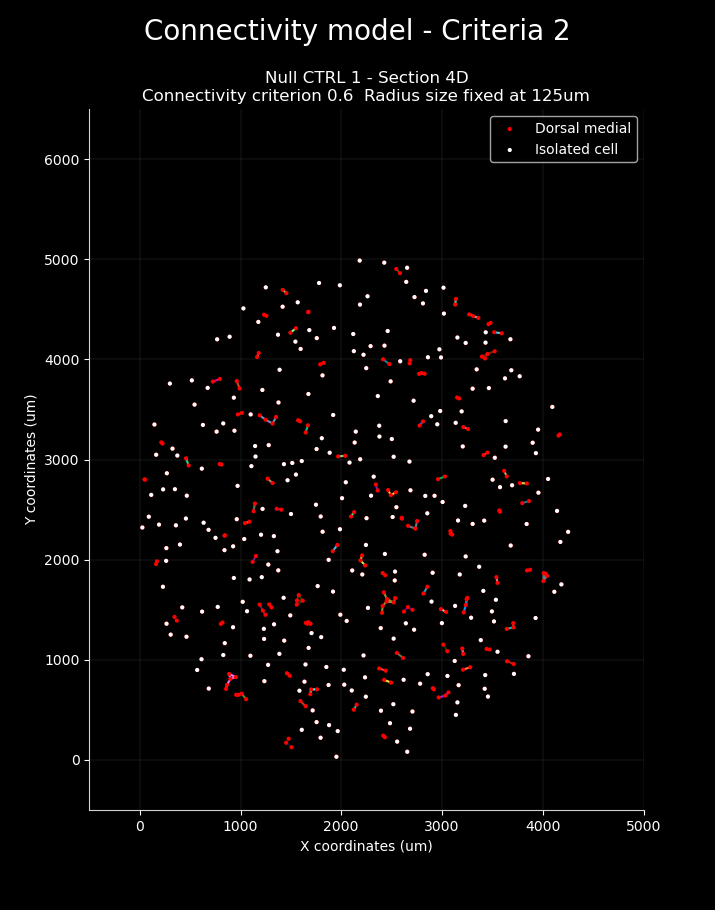 Connectivity model - Criteria 2
Null CTRL 1 - Section 4D
Connectivity criterion 0.6  Radius size fixed at 125um
Dorsal medial
Isolated cell
6000
5000
4000
3000
2000
1000
0
Y coordinates (um)
0
1000
2000
3000
4000
5000
X coordinates (um)